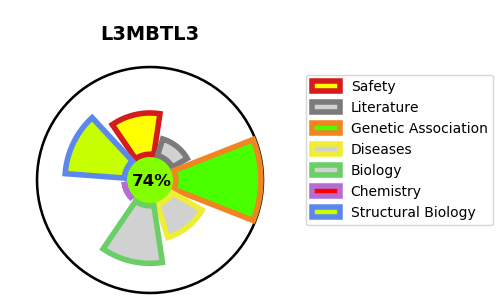 L3MBTL3
74%
Safety
Literature
Genetic Association
Diseases
Biology
Chemistry
Structural Biology